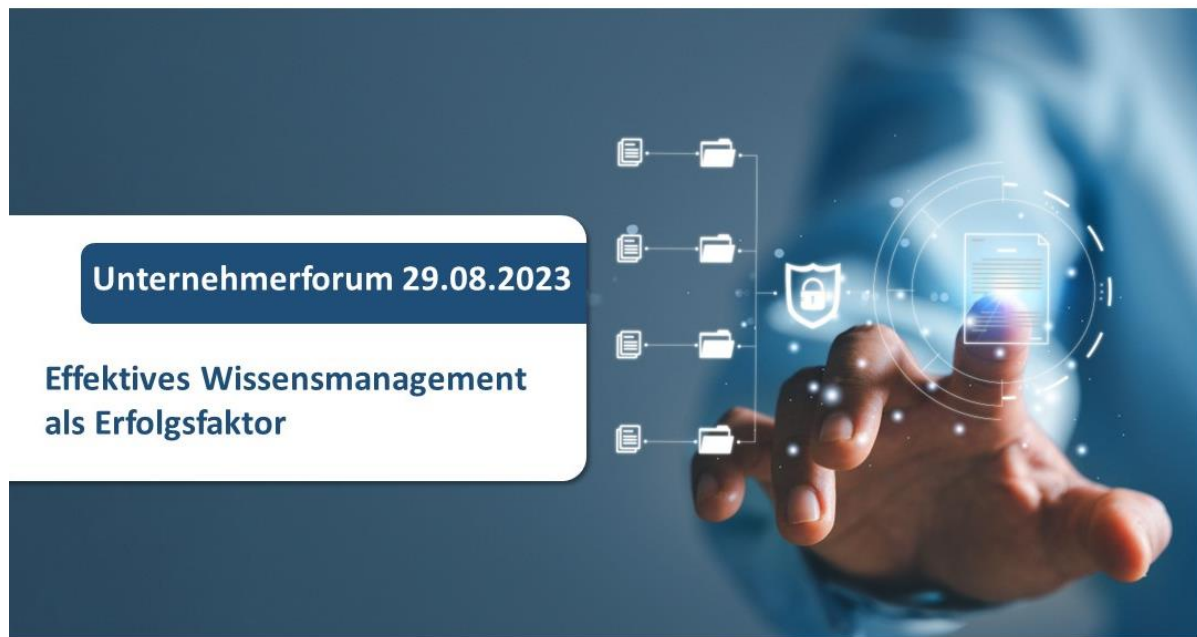 Unternehmerforum 29.08.2023
Effektives Wissensmanagement
als Erfolgsfaktor